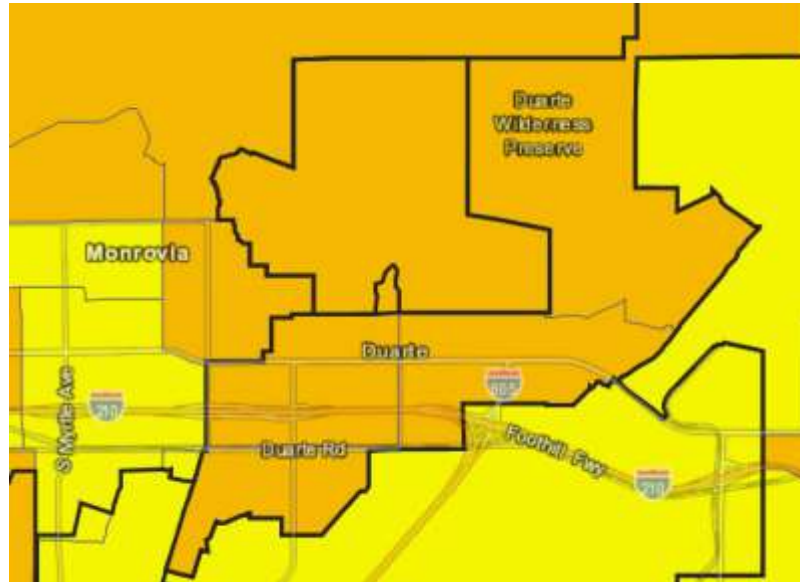 Duarte
Wilderness
Preserve
Monrovia
Duarte
S Myrtle Ave
605
210
Duarte Rd
Foothill Fwy
210